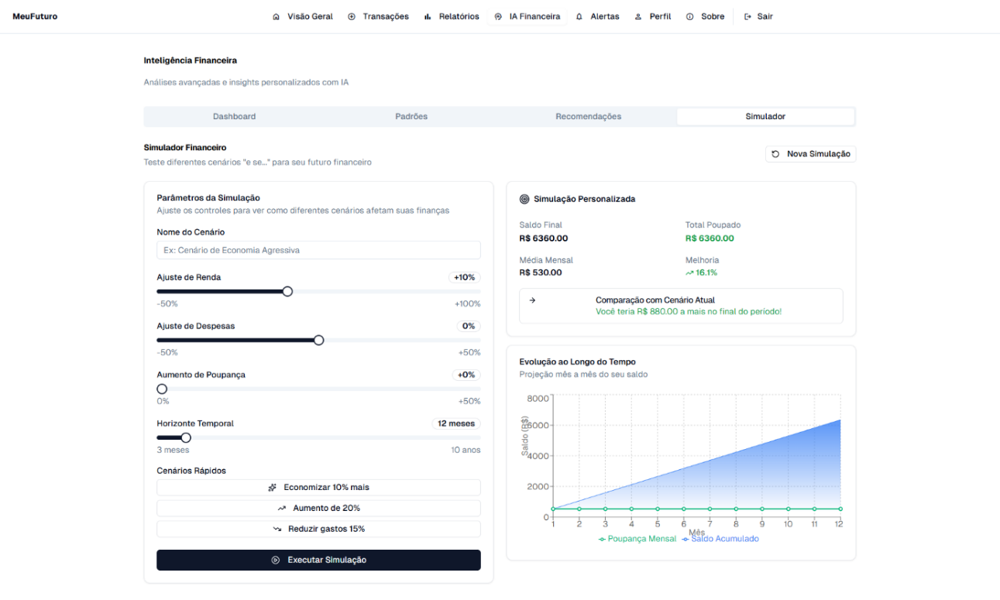 MeuFuturo
Visão Geral
Transações
Relatórios
IA Financeira
Alertas
Perfil
Sobre
Sair
Inteligência Financeira
Análises avançadas e insights personalizados com IA
Dashboard
Padrões
Recomendações
Simulador
Simulador Financeiro
Teste diferentes cenários "e se..." para seu futuro financeiro
Nova Simulação
Parâmetros da Simulação
Ajuste os controles para ver como diferentes cenários afetam suas finanças
Nome do Cenário
Ex: Cenário de Economia Agressiva
Ajuste de Renda
+10%
-50%
+100%
Ajuste de Despesas
0%
-50%
+50%
Aumento de Poupança
+0%
0%
+50%
Horizonte Temporal
12 meses
3 meses
10 anos
Cenários Rápidos
Economizar 10% mais
Aumento de 20%
Reduzir gastos 15%
Executar Simulação
Simulação Personalizada
Saldo Final
Total Poupado
R$ 6360.00
R$ 6360.00
Média Mensal
Melhoria
R$ 530.00
16.1%
Comparação com Cenário Atual
Você teria R$ 880.00 a mais no final do período!
Evolução ao Longo do Tempo
Projeção mês a mês do seu saldo
Saldo (R$)
8000
6000
4000
2000
0
1 2 3 4 5 6 7 8 9 10 11 12
Mês
Poupança Mensal
Saldo Acumulado